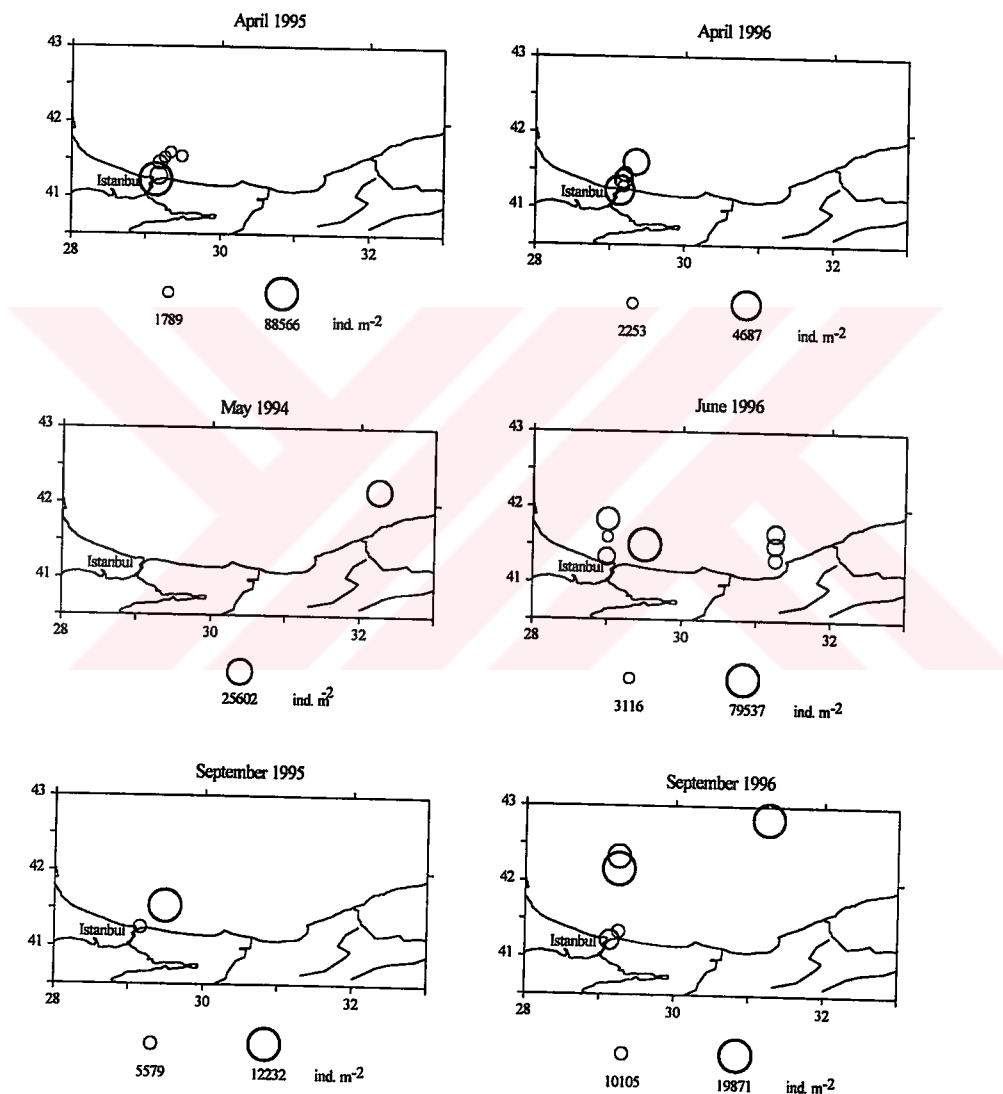 April 1995
43
42
41
28
30
32
Istanbul
1789
88566
ind. m-2
April 1996
43
42
41
28
30
32
Istanbul
2253
4687
ind. m-2
May 1994
43
42
41
28
30
32
Istanbul
25602
ind. m-2
June 1996
43
42
41
28
30
32
Istanbul
3116
79537
ind. m-2
September 1995
43
42
41
28
30
32
Istanbul
5579
12232
ind. m-2
September 1996
43
42
41
28
30
32
Istanbul
10105
19871
ind. m-2